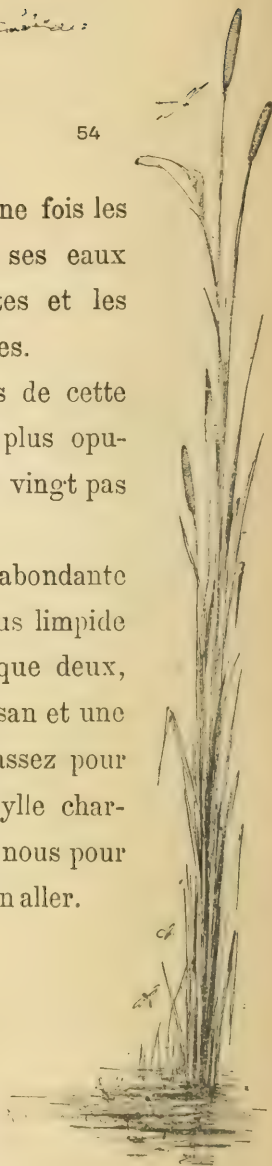 54
ne fois les
ses eaux
es et les
es.
s de cette
plus opu-
vingt pas
abondante
us limpide
que deux,
san et une
assez pour
ylle char-
nous pour
n aller.